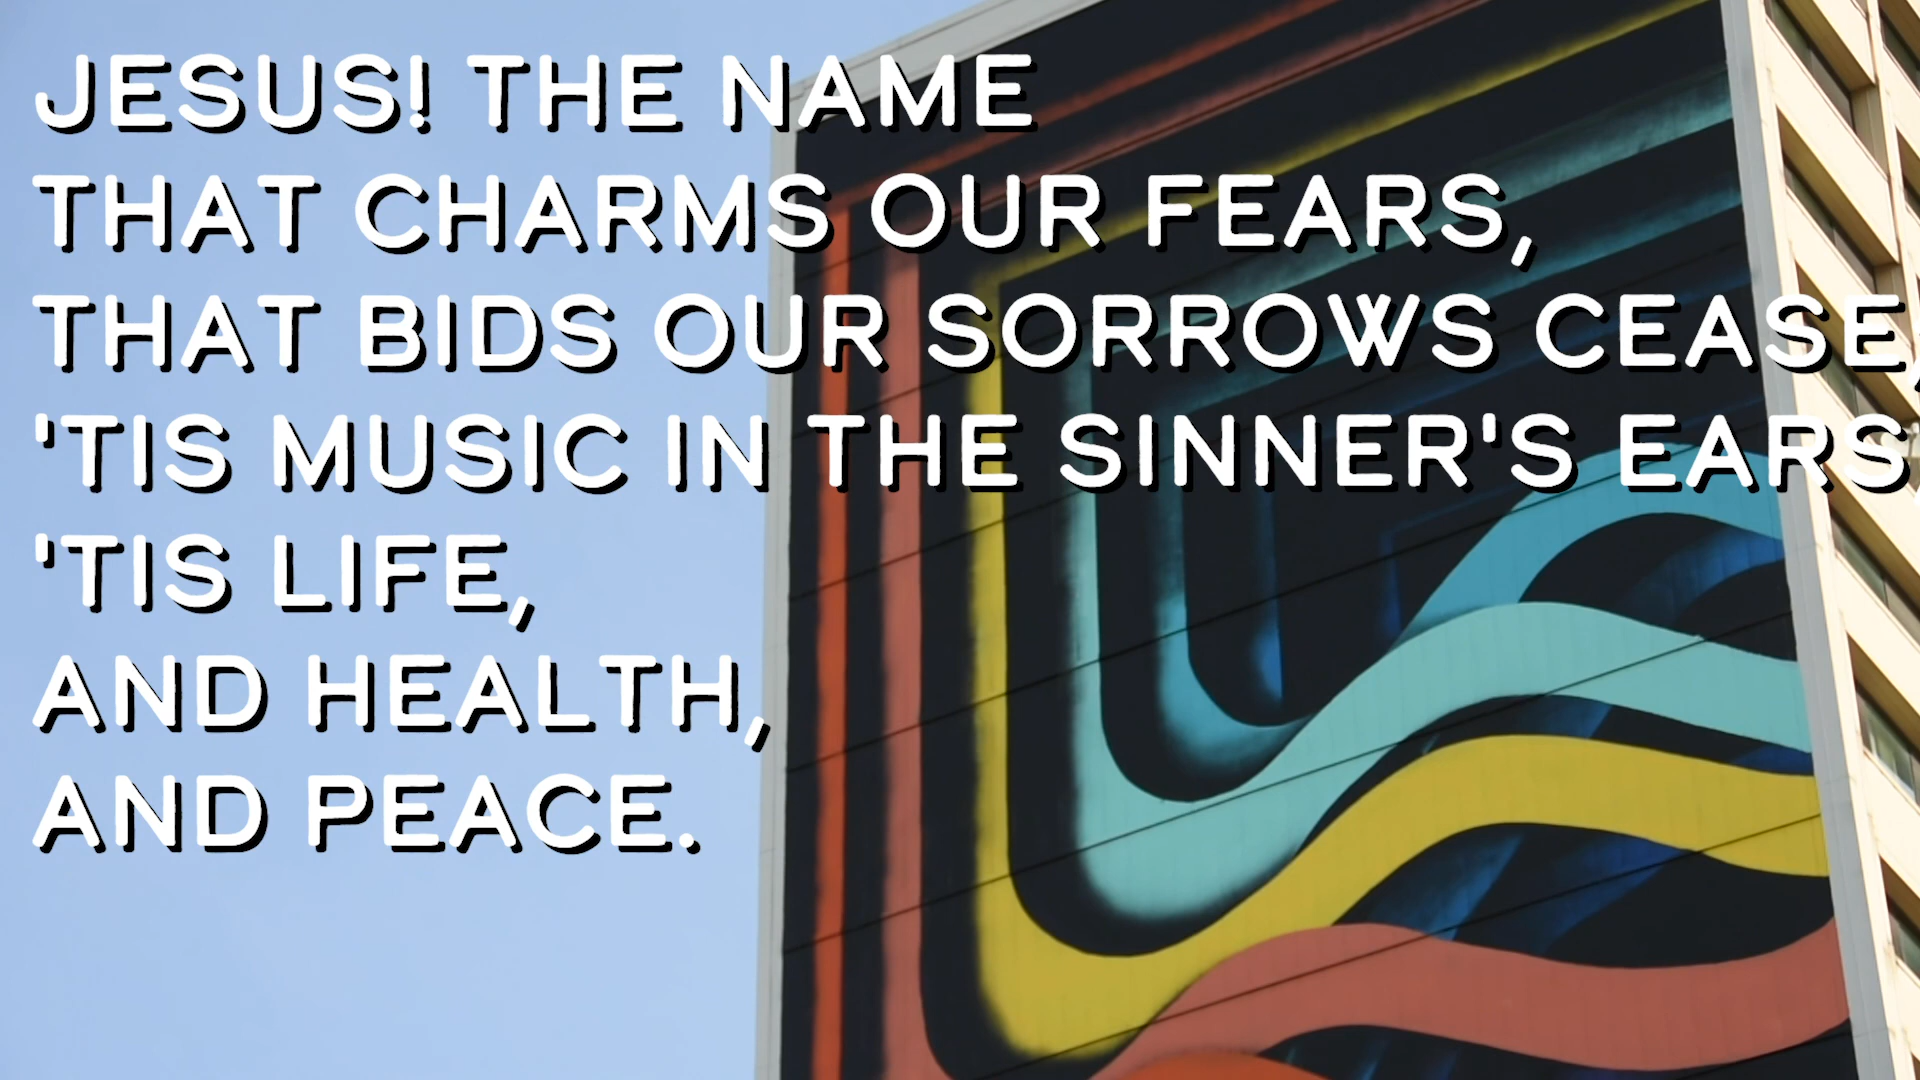 JESUS! THE NAME
THAT CHARMS OUR FEARS,
THAT BIDS OUR SORROWS CEASE,
'TIS MUSIC IN THE SINNER'S EARS,
'TIS LIFE,
AND HEALTH,
AND PEACE.